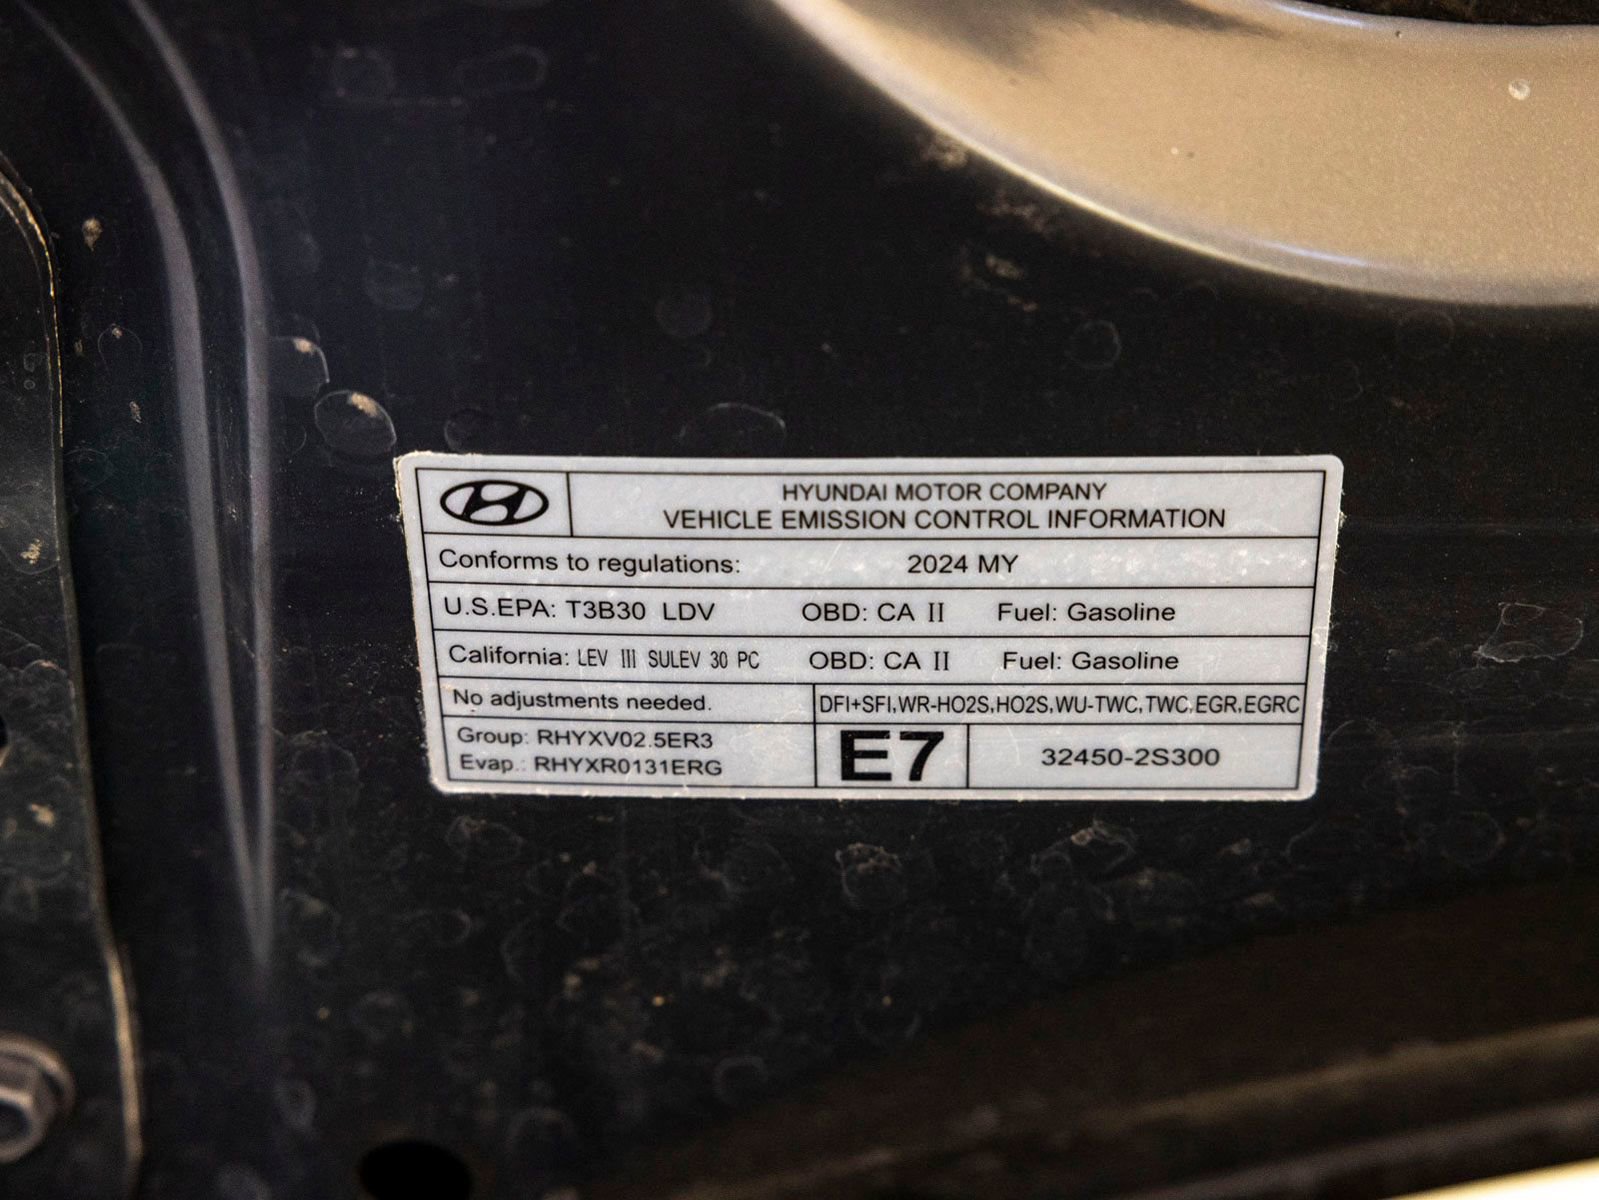 HYUNDAI MOTOR COMPANY
VEHICLE EMISSION CONTROL INFORMATION
Conforms to regulations: 2024 MY
U.S.EPA: T3B30 LDV OBD: CA II Fuel: Gasoline
California: LEV III SULEV 30 PC OBD: CA II Fuel: Gasoline
No adjustments needed. DFI+SFI,WR-HO2S,HO2S,WU-TWC,TWC,EGR,EGRC
Group: RHYXV02.5ER3
Evap.: RHYXR0131ERG
E7
32450-2S300